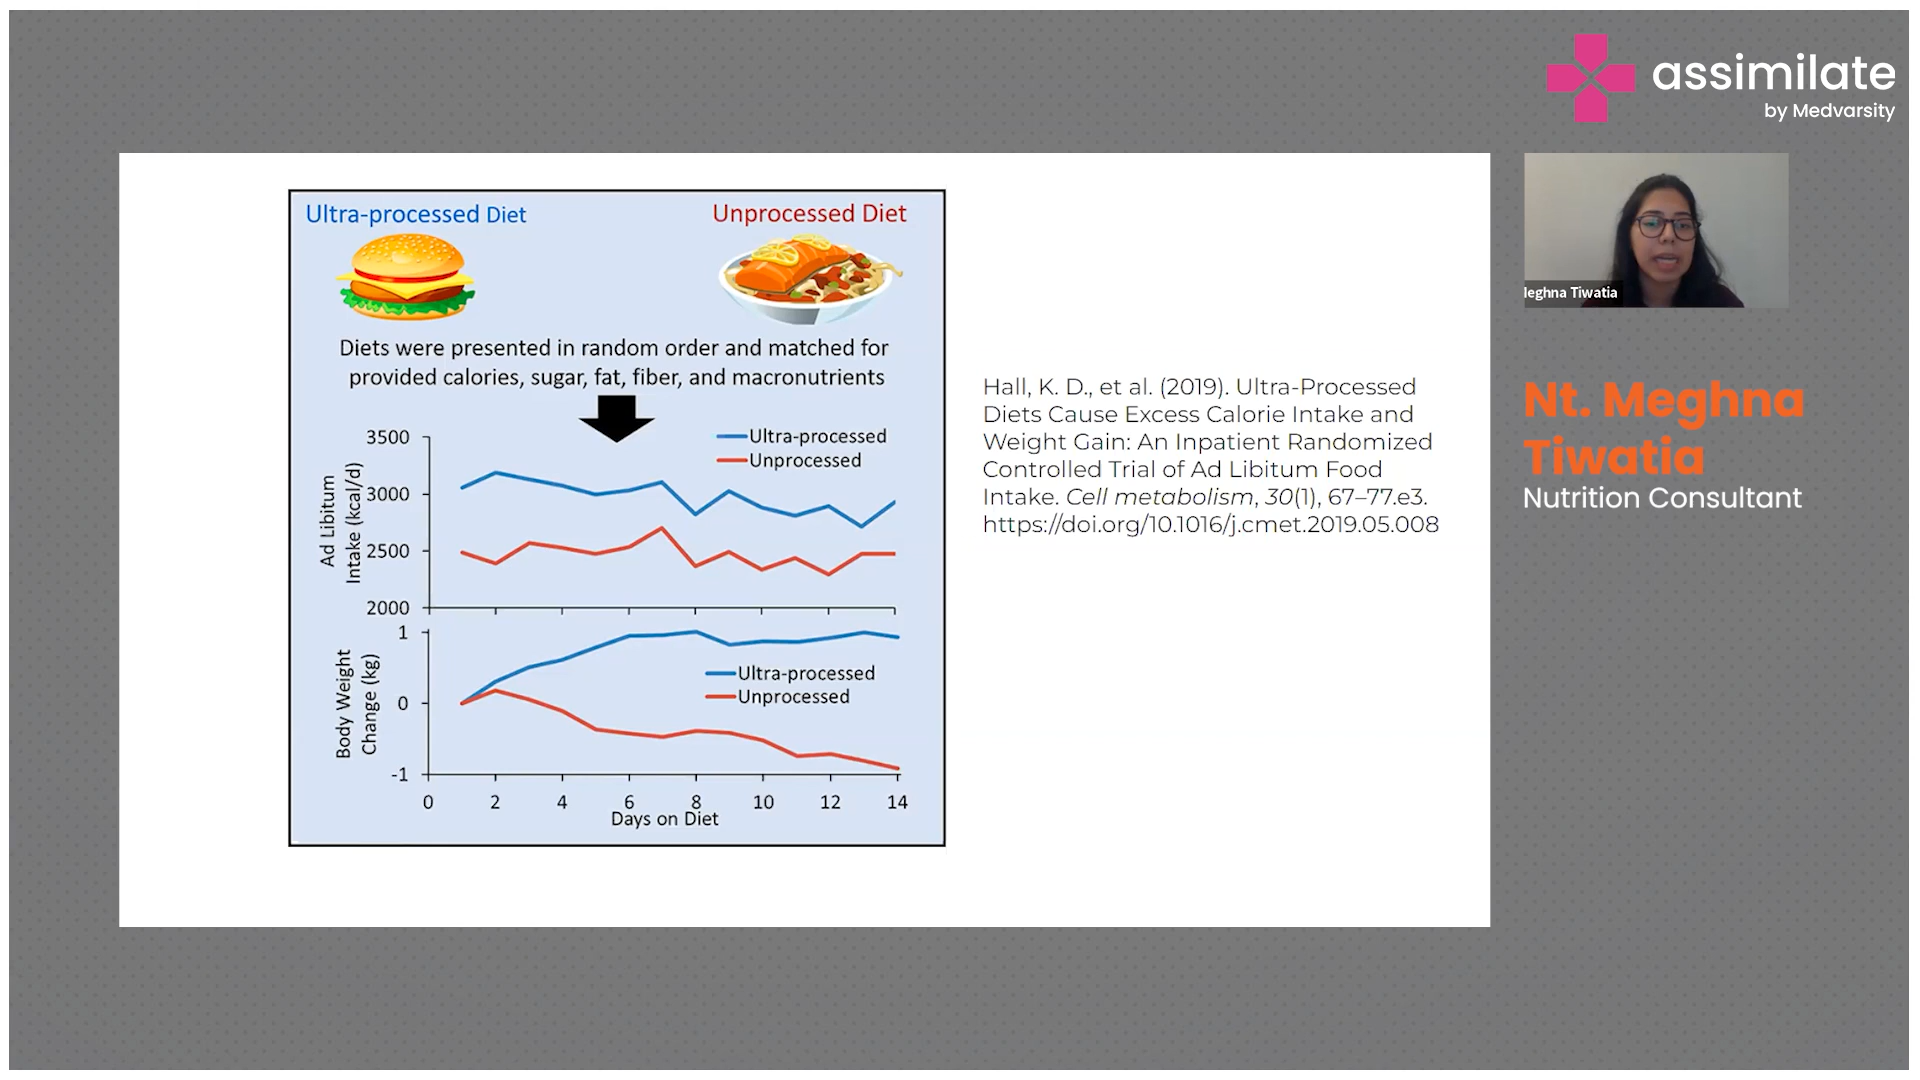 assimilate
by Medvarsity
Ultra-processed Diet
Unprocessed Diet
Diets were presented in random order and matched for
provided calories, sugar, fat, fiber, and macronutrients
Ad Libitum
Intake (kcal/d)
3500
3000
2500
2000
Ultra-processed
Unprocessed
Body Weight
Change (kg)
1
0
-1
Ultra-processed
Unprocessed
0 2 4 6 8 10 12 14
Days on Diet
Hall, K. D., et al. (2019). Ultra-Processed
Diets Cause Excess Calorie Intake and
Weight Gain: An Inpatient Randomized
Controlled Trial of Ad Libitum Food
Intake. Cell metabolism, 30(1), 67–77.e3.
https://doi.org/10.1016/j.cmet.2019.05.008
leghna Tiwatia
Nt. Meghna
Tiwatia
Nutrition Consultant